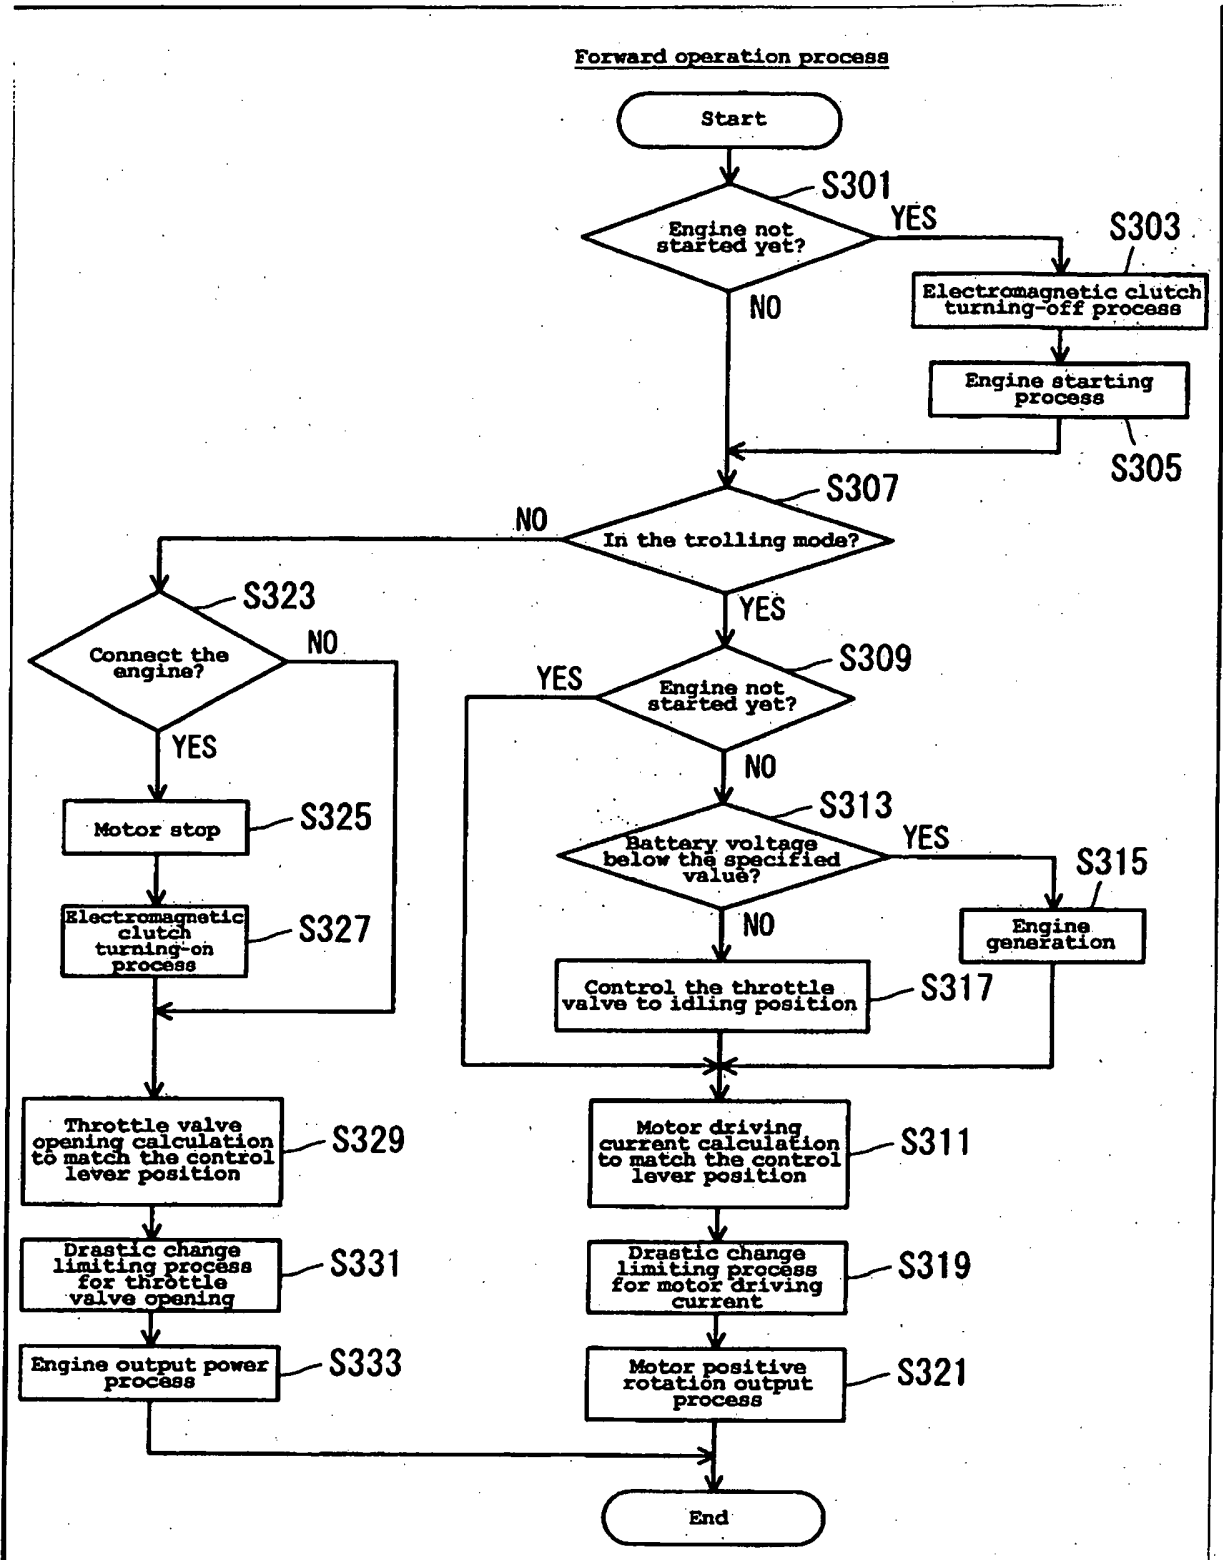 Forward operation process
Start
S301
Engine not
started yet?
YES
NO
S303
Electromagnetic clutch
turning-off process
Engine starting
process
S305
S307
In the trolling mode?
NO
YES
S323
Connect the
engine?
NO
YES
S309
Engine not
started yet?
YES
NO
S325
Motor stop
S313
Battery voltage
below the specified
value?
YES
NO
S315
Engine
generation
Electromagnetic
clutch
turning-on
process
S327
Control the throttle
valve to idling position
S317
Throttle valve
opening calculation
to match the control
lever position
S329
Motor driving
current calculation
to match the control
lever position
S311
Drastic change
limiting process
for throttle
valve opening
S331
Drastic change
limiting process
for motor driving
current
S319
Engine output power
process
S333
Motor positive
rotation output
process
S321
End